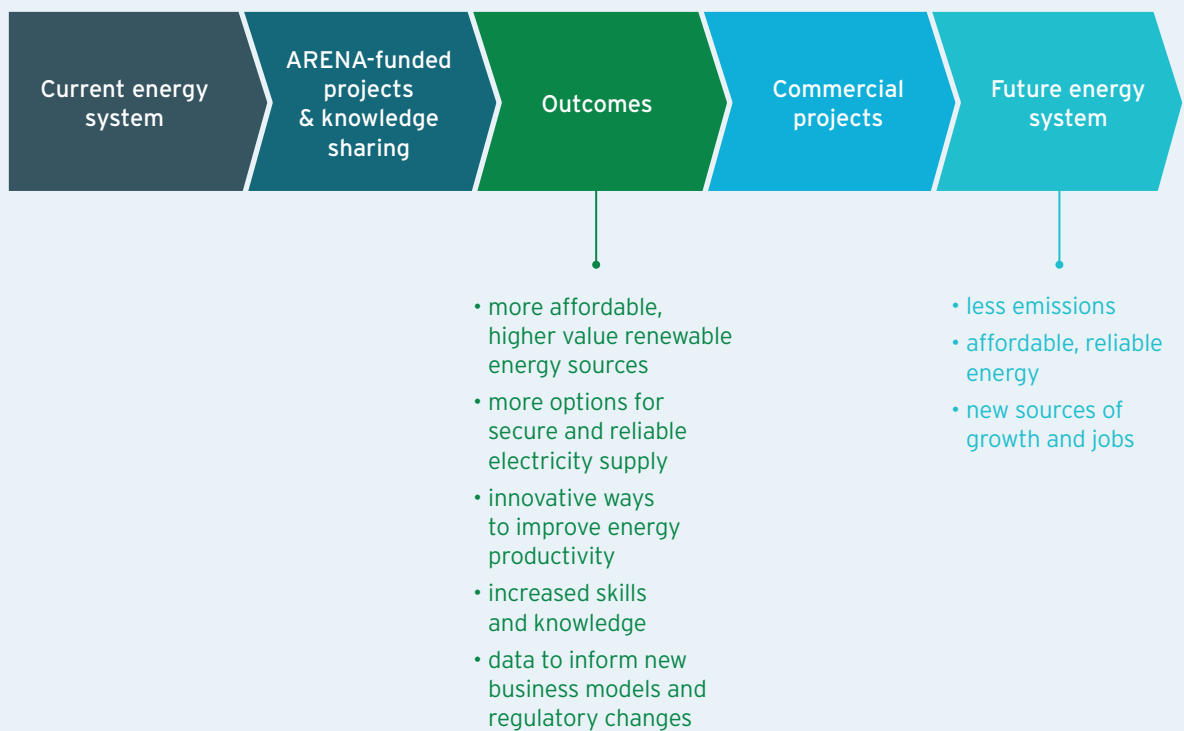 Current energy
system
ARENA-funded
projects
& knowledge
sharing
Outcomes
Commercial
projects
Future energy
system
• more affordable,
higher value renewable
energy sources
• more options for
secure and reliable
electricity supply
• innovative ways
to improve energy
productivity
• increased skills
and knowledge
• data to inform new
business models and
regulatory changes
• less emissions
• affordable, reliable
energy
• new sources of
growth and jobs